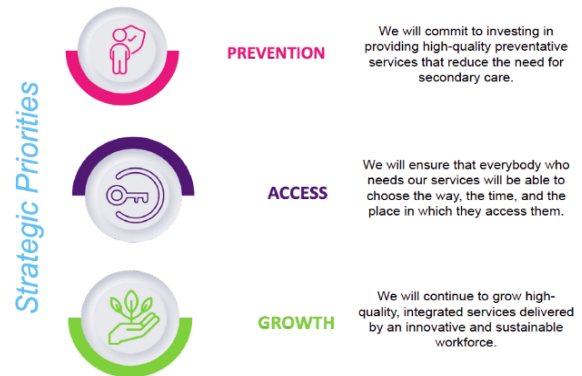 Strategic Priorities
PREVENTION
We will commit to investing in
providing high-quality preventative
services that reduce the need for
secondary care.
ACCESS
We will ensure that everybody who
needs our services will be able to
choose the way, the time, and the
place in which they access them.
GROWTH
We will continue to grow high-
quality, integrated services delivered
by an innovative and sustainable
workforce.